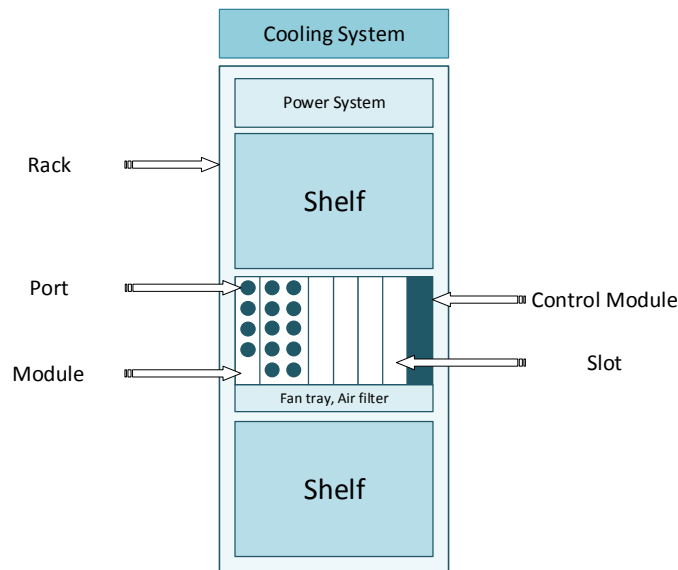 Cooling System
Power System
Rack
Shelf
Port
Control Module
Module
Slot
Fan tray, Air filter
Shelf